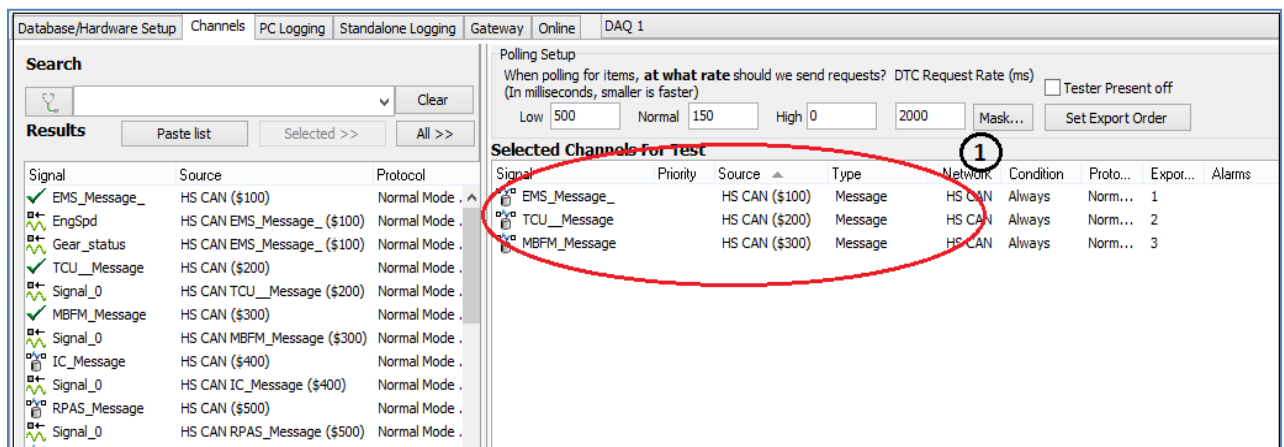 Database/Hardware Setup Channels PC Logging Standalone Logging Gateway Online DAQ 1
Search
Clear
Results Paste list Selected >> All >>
Signal Source Protocol
EMS_Message_ HS CAN ($100) Normal Mode .
EngSpd HS CAN EMS_Message_ ($100) Normal Mode .
Gear_status HS CAN EMS_Message_ ($100) Normal Mode .
TCU__Message HS CAN ($200) Normal Mode .
Signal_0 HS CAN TCU__Message ($200) Normal Mode .
MBFM_Message HS CAN ($300) Normal Mode .
Signal_0 HS CAN MBFM_Message ($300) Normal Mode .
IC_Message HS CAN ($400) Normal Mode .
Signal_0 HS CAN IC_Message ($400) Normal Mode .
RPAS_Message HS CAN ($500) Normal Mode .
Signal_0 HS CAN RPAS_Message ($500) Normal Mode .
Polling Setup
When polling for items, at what rate should we send requests? DTC Request Rate (ms)
(In milliseconds, smaller is faster)
Tester Present off
Low 500 Normal 150 High 0 2000 Mask... Set Export Order
Selected Channels For Test
1
Signal Priority Source Type Network Condition Proto... Expor... Alarms
EMS_Message_ HS CAN ($100) Message HS CAN Always Norm... 1
TCU__Message HS CAN ($200) Message HS CAN Always Norm... 2
MBFM_Message HS CAN ($300) Message HS CAN Always Norm... 3